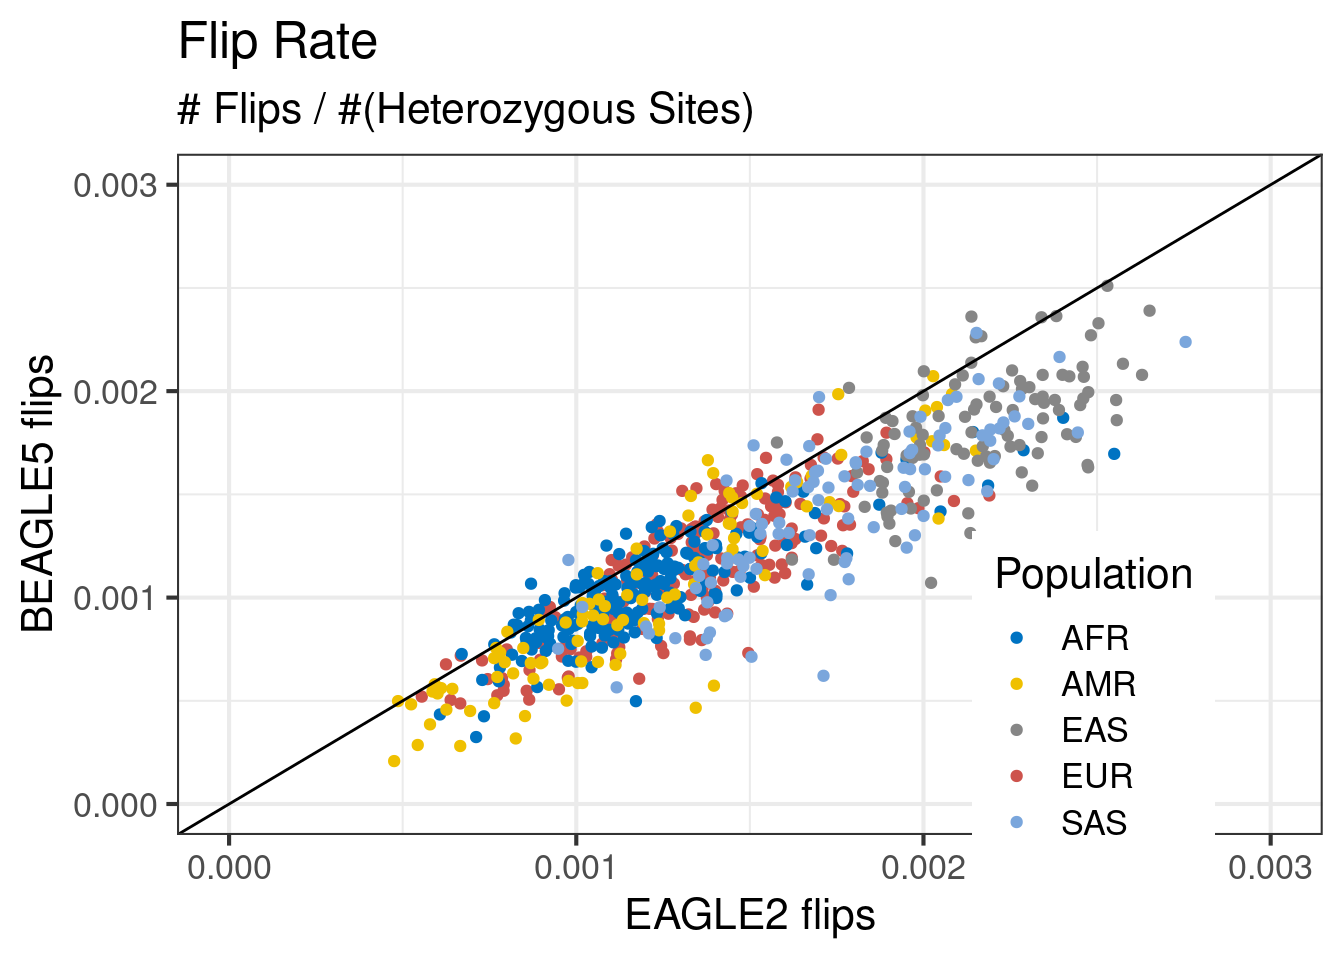 Flip Rate
# Flips / #(Heterozygous Sites)
BEAGLE5 flips
0.003
0.002
0.001
0.000
Population
AFR
AMR
EAS
EUR
SAS
0.000 0.001 0.002 0.003
EAGLE2 flips